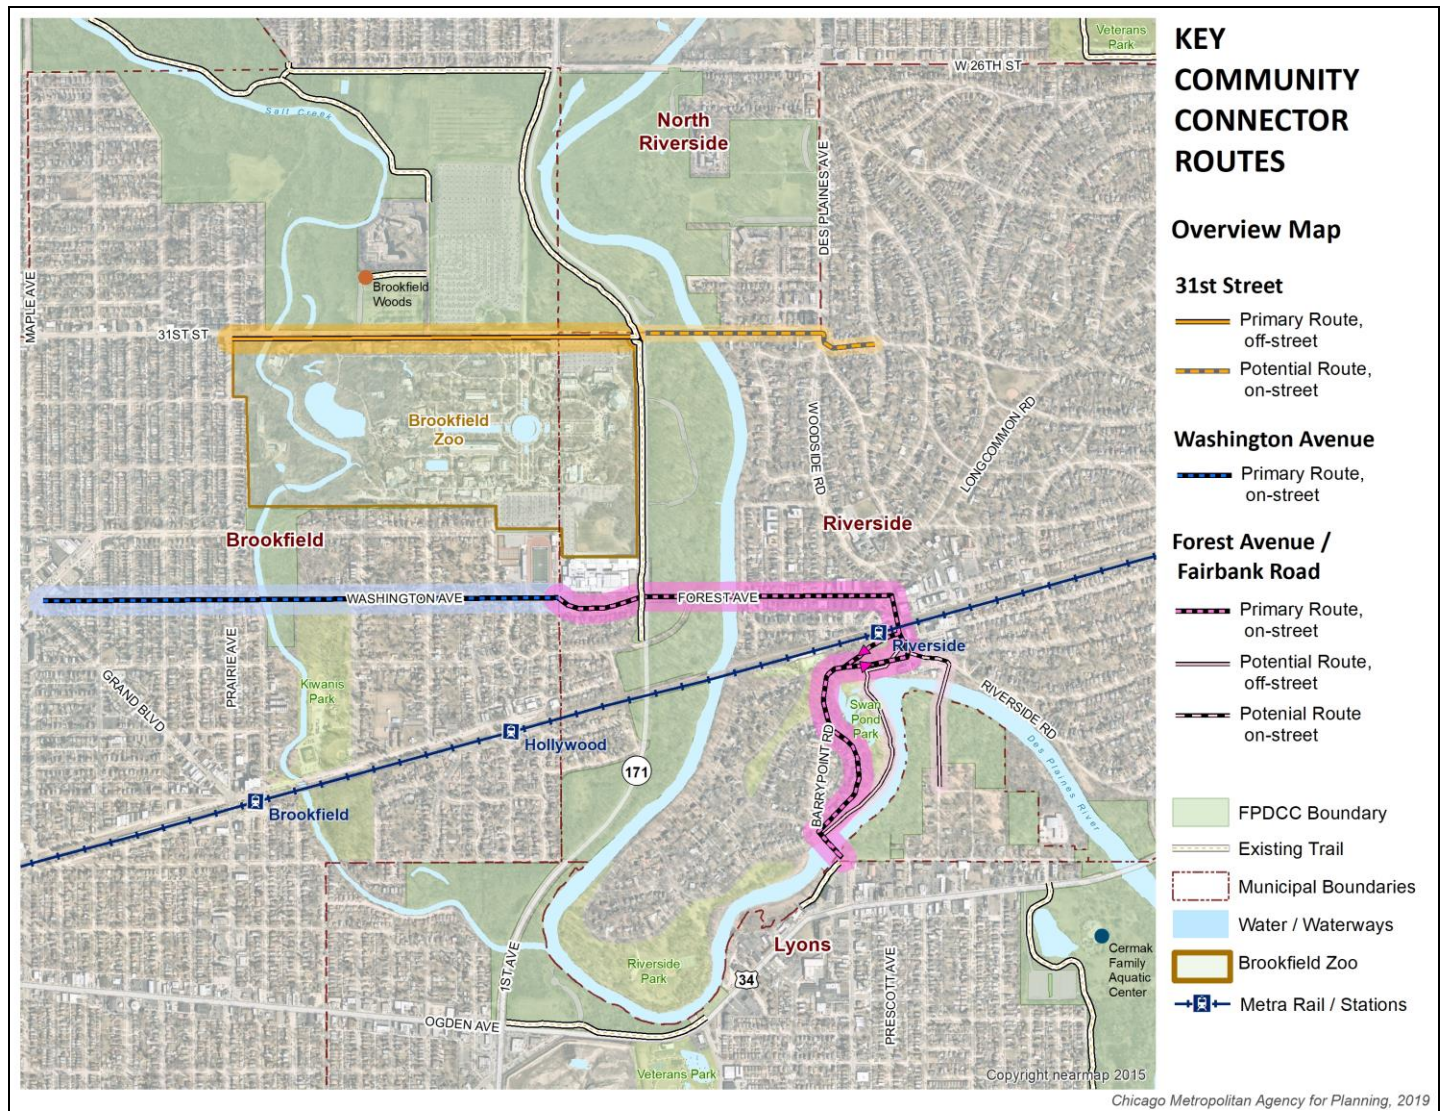 KEY
COMMUNITY
CONNECTOR
ROUTES
Overview Map
31st Street
Primary Route,
off-street
Potential Route,
on-street
Washington Avenue
Primary Route,
on-street
Forest Avenue /
Fairbank Road
Primary Route,
on-street
Potential Route,
off-street
Potenial Route
on-street
FPDCC Boundary
Existing Trail
Municipal Boundaries
Water / Waterways
Brookfield Zoo
Metra Rail / Stations
Veterans
Park
W 26TH ST
Salt Creek
North
Riverside
DES PLAINES AVE
MAPLE AVE
Brookfield
Woods
31ST ST
Brookfield
Zoo
WOODSIDE RD
LONGCOMMON RD
Riverside
Brookfield
WASHINGTON AVE
FOREST AVE
PRAIRIE AVE
Riverside
GRAND BLVD
Kiwanis
Park
Swan
Pond
Park
RIVERSIDE RD
Des Plaines River
Hollywood
171
BARRYPOINT RD
Brookfield
1ST AVE
Lyons
Riverside
Park
34
PRESCOTT AVE
Cermak
Family
Aquatic
Center
OGDEN AVE
Veterans Park
Copyright nearmap 2015
Chicago Metropolitan Agency for Planning, 2019